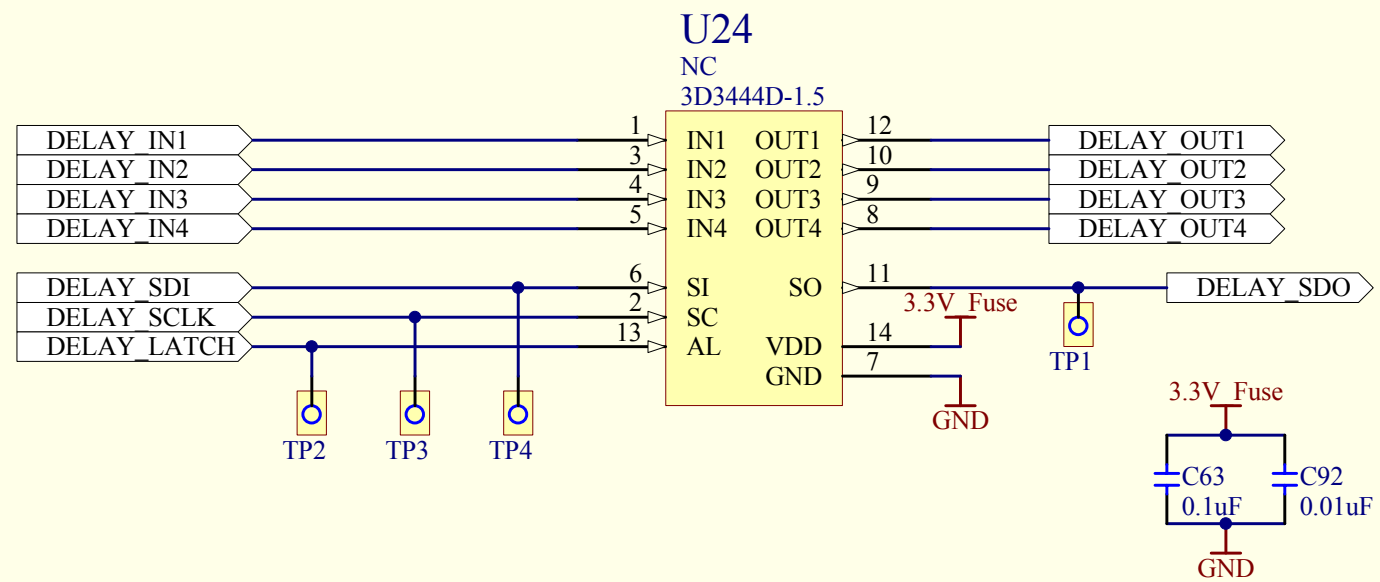 U24
NC
3D3444D-1.5
DELAY_IN1 1 IN1 OUT1 12 DELAY_OUT1
DELAY_IN2 3 IN2 OUT2 10 DELAY_OUT2
DELAY_IN3 4 IN3 OUT3 9 DELAY_OUT3
DELAY_IN4 5 IN4 OUT4 8 DELAY_OUT4
DELAY_SDI 6 SI SO 11 DELAY_SDO
3.3V_Fuse
DELAY_SCLK 2 SC
DELAY_LATCH 13 AL VDD 14
TP1
GND 7
3.3V_Fuse
GND
TP2 TP3 TP4
C63 C92
0.1uF 0.01uF
GND